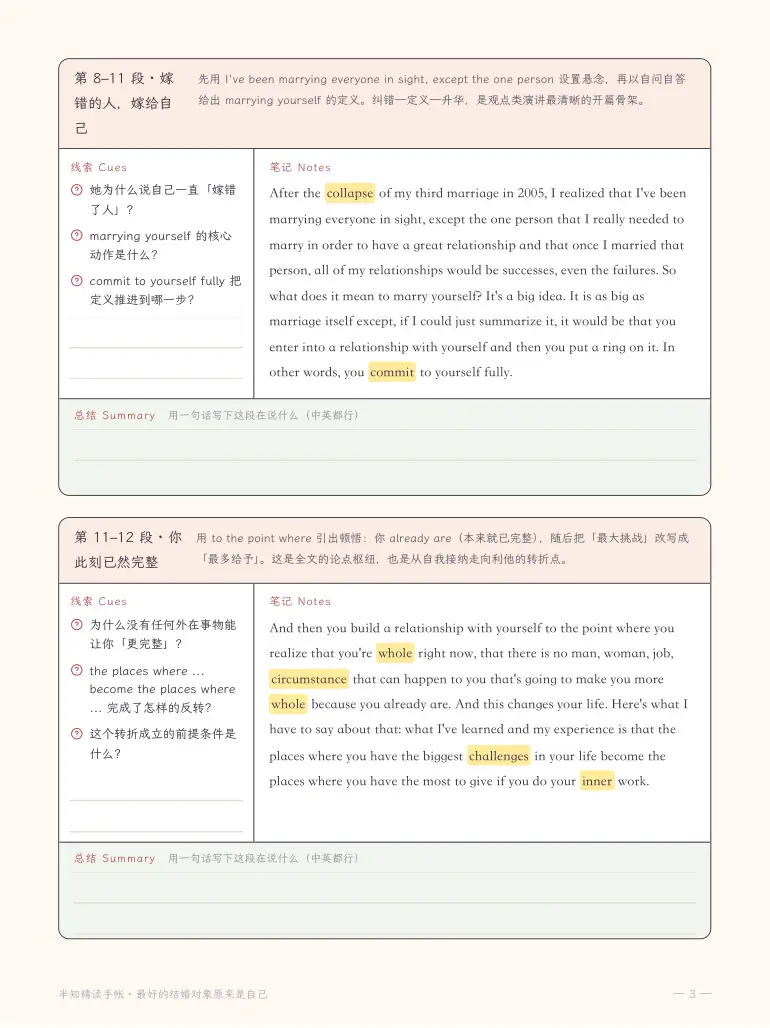 第 8–11 段・嫁
错的人，嫁给自
己
先用 I've been marrying everyone in sight, except the one person 设置悬念，再以自问自答
给出 marrying yourself 的定义。纠错—定义—升华，是观点类演讲最清晰的开篇骨架。
线索 Cues
她为什么说自己一直「嫁错
了人」？
marrying yourself 的核心
动作是什么？
commit to yourself fully 把
定义推进到哪一步？
笔记 Notes
After the collapse of my third marriage in 2005, I realized that I've been
marrying everyone in sight, except the one person that I really needed to
marry in order to have a great relationship and that once I married that
person, all of my relationships would be successes, even the failures. So
what does it mean to marry yourself? It's a big idea. It is as big as
marriage itself except, if I could just summarize it, it would be that you
enter into a relationship with yourself and then you put a ring on it. In
other words, you commit to yourself fully.
总结 Summary 用一句话写下这段在说什么（中英都行）
第 11–12 段・你
此刻已然完整
用 to the point where 引出顿悟：你 already are（本来就已完整），随后把「最大挑战」改写成
「最多给予」。这是全文的论点枢纽，也是从自我接纳走向利他的转折点。
线索 Cues
为什么没有任何外在事物能
让你「更完整」？
the places where ...
become the places where
... 完成了怎样的反转？
这个转折成立的前提条件是
什么？
笔记 Notes
And then you build a relationship with yourself to the point where you
realize that you're whole right now, that there is no man, woman, job,
circumstance that can happen to you that's going to make you more
whole because you already are. And this changes your life. Here's what I
have to say about that: what I've learned and my experience is that the
places where you have the biggest challenges in your life become the
places where you have the most to give if you do your inner work.
总结 Summary 用一句话写下这段在说什么（中英都行）
半知精读手帐・最好的结婚对象原来是自己
— 3 —